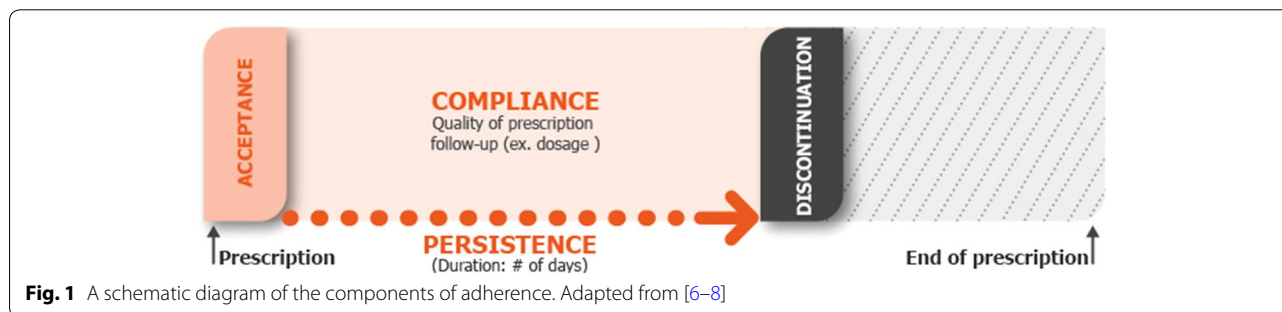 ACCEPTANCE
COMPLIANCE
Quality of prescription
follow-up (ex. dosage )
DISCONTINUATION
PERSISTENCE
(Duration: # of days)
Prescription
End of prescription
Fig. 1 A schematic diagram of the components of adherence. Adapted from [6–8]